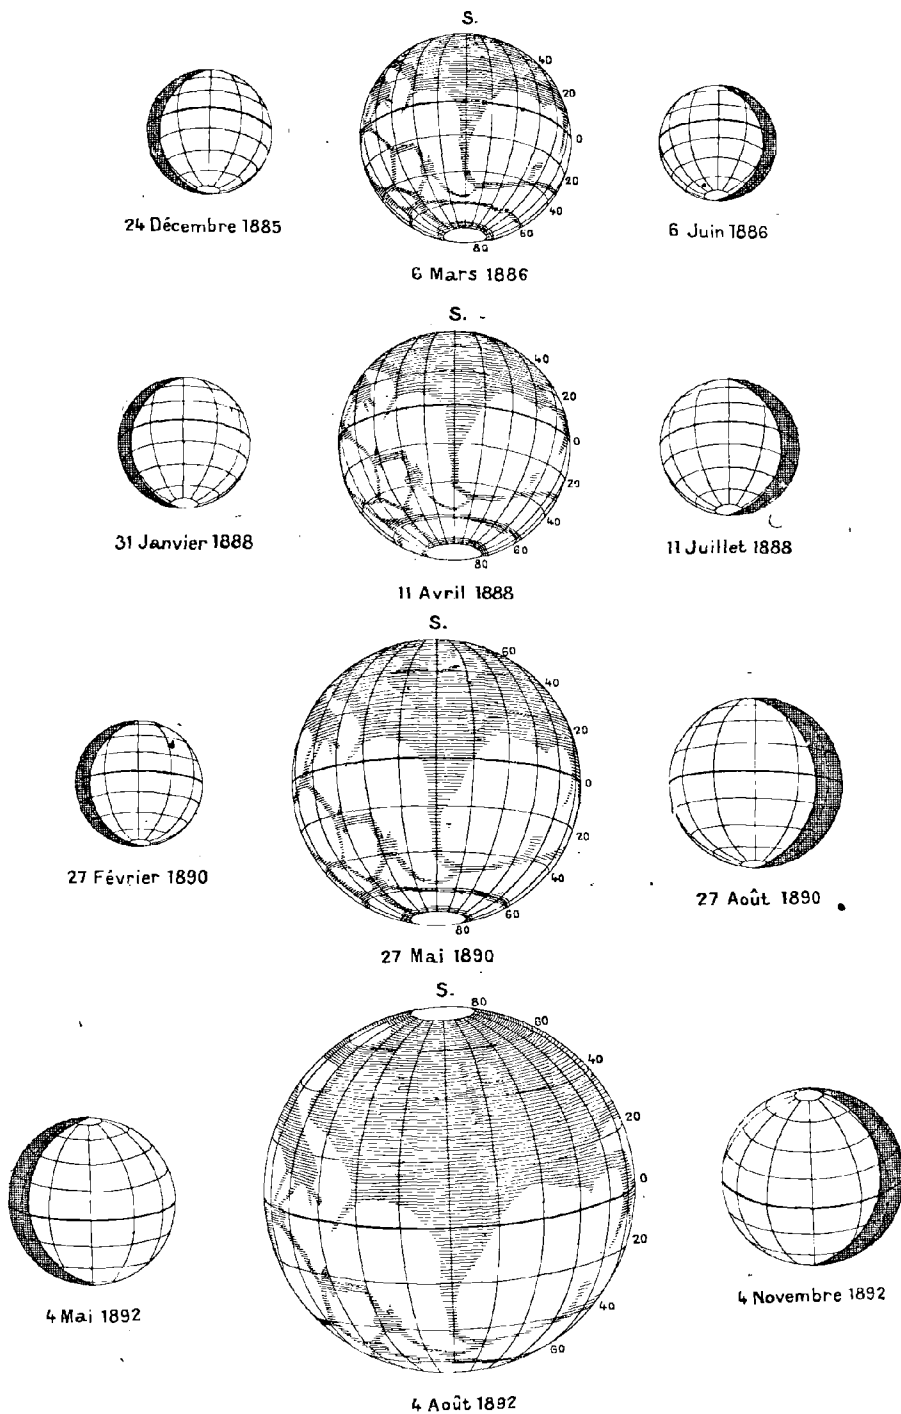 S.
40
20
0
20
40
60
80
24 Décembre 1885
6 Mars 1886
6 Juin 1886
S.
40
20
0
20
40
60
80
31 Janvier 1888
11 Avril 1888
11 Juillet 1888
S.
60
40
20
0
20
40
60
80
27 Février 1890
27 Mai 1890
27 Août 1890
S.
80
60
40
20
0
20
40
60
4 Mai 1892
4 Août 1892
4 Novembre 1892